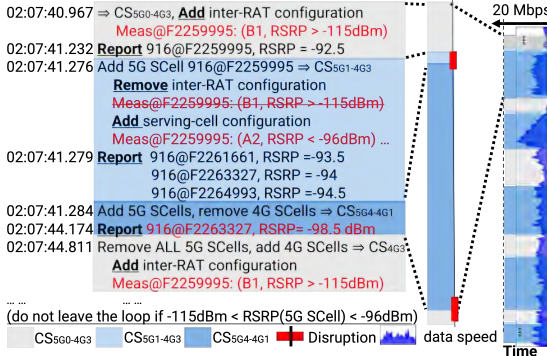 02:07:40.967 ⇒ CS5G0-4G3, Add inter-RAT configuration
Meas@F2259995: (B1, RSRP > -115dBm)
02:07:41.232 Report 916@F2259995, RSRP = -92.5
02:07:41.276 Add 5G SCell 916@F2259995 ⇒ CS5G1-4G3
Remove inter-RAT configuration
Meas@F2259995: (B1, RSRP > -115dBm)
Add serving-cell configuration
Meas@F2259995: (A2, RSRP < -96dBm) ...
02:07:41.279 Report 916@F2261661, RSRP =-93.5
916@F2263327, RSRP = -94
916@F2264993, RSRP =-94.5
02:07:41.284 Add 5G SCells, remove 4G SCells ⇒ CS5G4-4G1
02:07:44.174 Report 916@F2263327, RSRP = -98.5 dBm
02:07:44.811 Remove ALL 5G SCells, add 4G SCells ⇒ CS4G3
Add inter-RAT configuration
Meas@F2259995: (B1, RSRP > -115dBm)
... ... ... ...
(do not leave the loop if -115dBm < RSRP(5G SCell) < -96dBm)
CS5G0-4G3 CS5G1-4G3 CS5G4-4G1 Disruption data speed
20 Mbps
Time